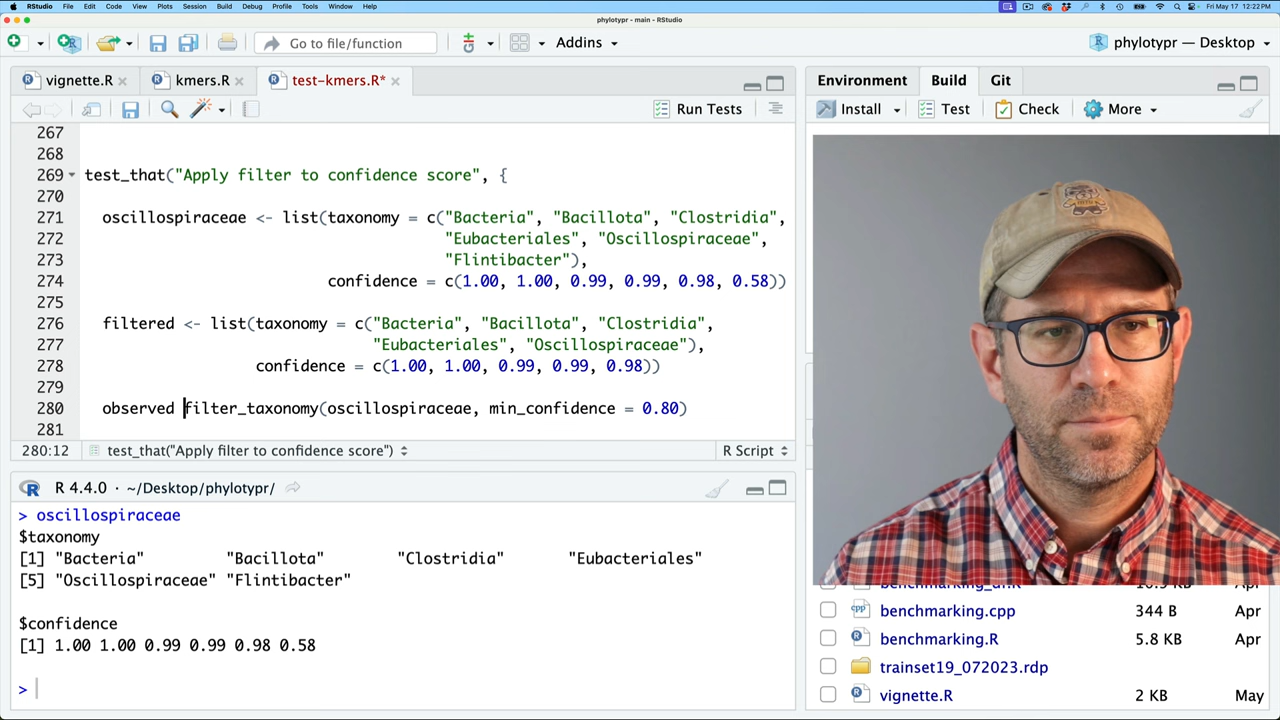 RStudio File Edit Code View Plots Session Build Debug Profile Tools Window Help Fri May 17 12:22 PM
phylotypr - main - RStudio
Go to file/function Addins phylotypr — Desktop
vignette.R kmers.R test-kmers.R*
Run Tests
267
268
269 test_that("Apply filter to confidence score", {
270
271 oscillospiraceae <- list(taxonomy = c("Bacteria", "Bacillota", "Clostridia",
272 "Eubacteriales", "Oscillospiraceae",
273 "Flintibacter"),
274 confidence = c(1.00, 1.00, 0.99, 0.99, 0.98, 0.58))
275
276 filtered <- list(taxonomy = c("Bacteria", "Bacillota", "Clostridia",
277 "Eubacteriales", "Oscillospiraceae"),
278 confidence = c(1.00, 1.00, 0.99, 0.99, 0.98))
279
280 observed filter_taxonomy(oscillospiraceae, min_confidence = 0.80)
281
280:12 test_that("Apply filter to confidence score") R Script
R 4.4.0 · ~/Desktop/phylotypr/
> oscillospiraceae
$taxonomy
[1] "Bacteria" "Bacillota" "Clostridia" "Eubacteriales"
[5] "Oscillospiraceae" "Flintibacter"
$confidence
[1] 1.00 1.00 0.99 0.99 0.98 0.58
>
Environment Build Git
Install Test Check More
benchmarking.cpp 344 B Apr
benchmarking.R 5.8 KB Apr
trainset19_072023.rdp
vignette.R 2 KB May